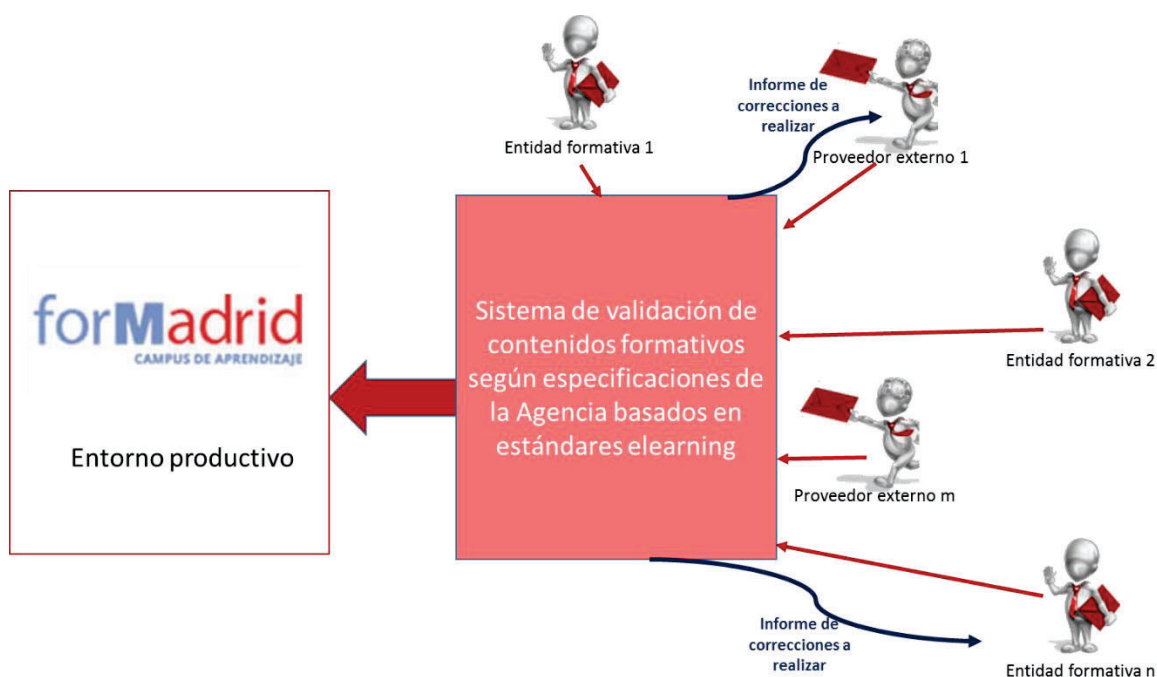 Entidad formativa 1
Informe de
correcciones a
realizar
Proveedor externo 1
forMadrid
CAMPUS DE APRENDIZAJE
Entorno productivo
Sistema de validación de
contenidos formativos
según especificaciones de
la Agencia basados en
estándares elearning
Entidad formativa 2
Proveedor externo m
Informe de
correcciones a
realizar
Entidad formativa n